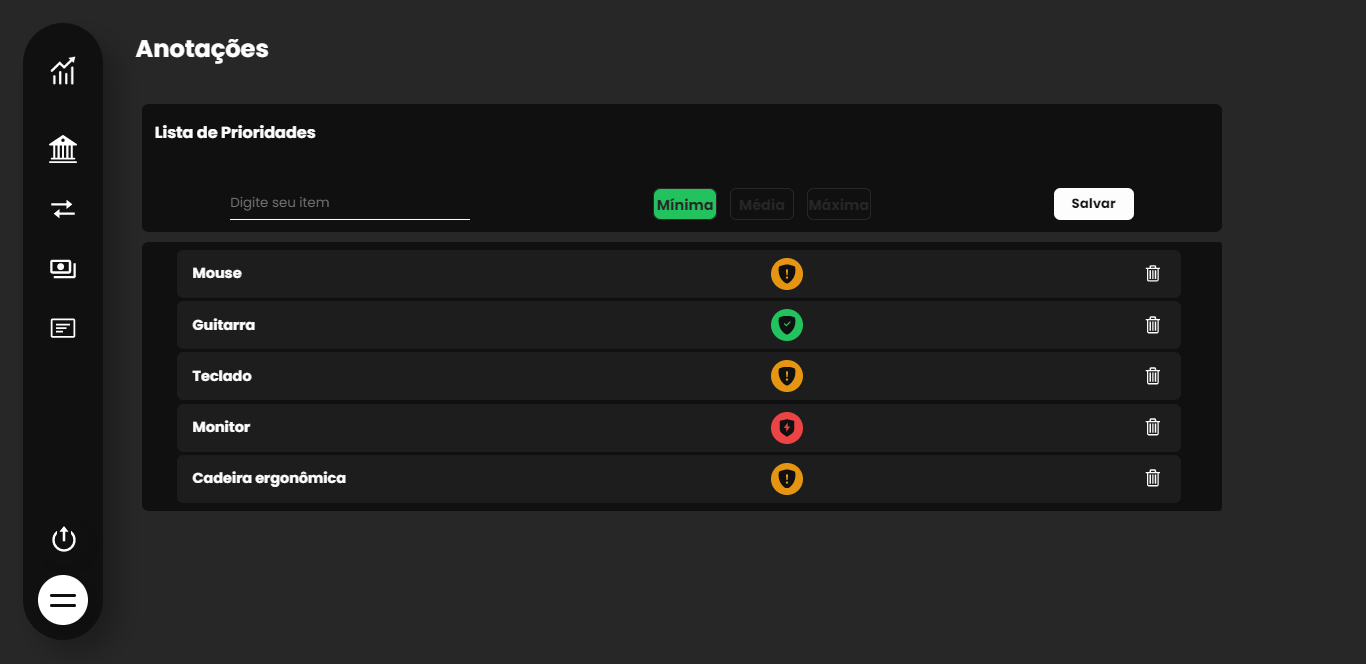 Anotações
Lista de Prioridades
Digite seu item Mínima Média Máxima Salvar
Mouse
Guitarra
Teclado
Monitor
Cadeira ergonômica